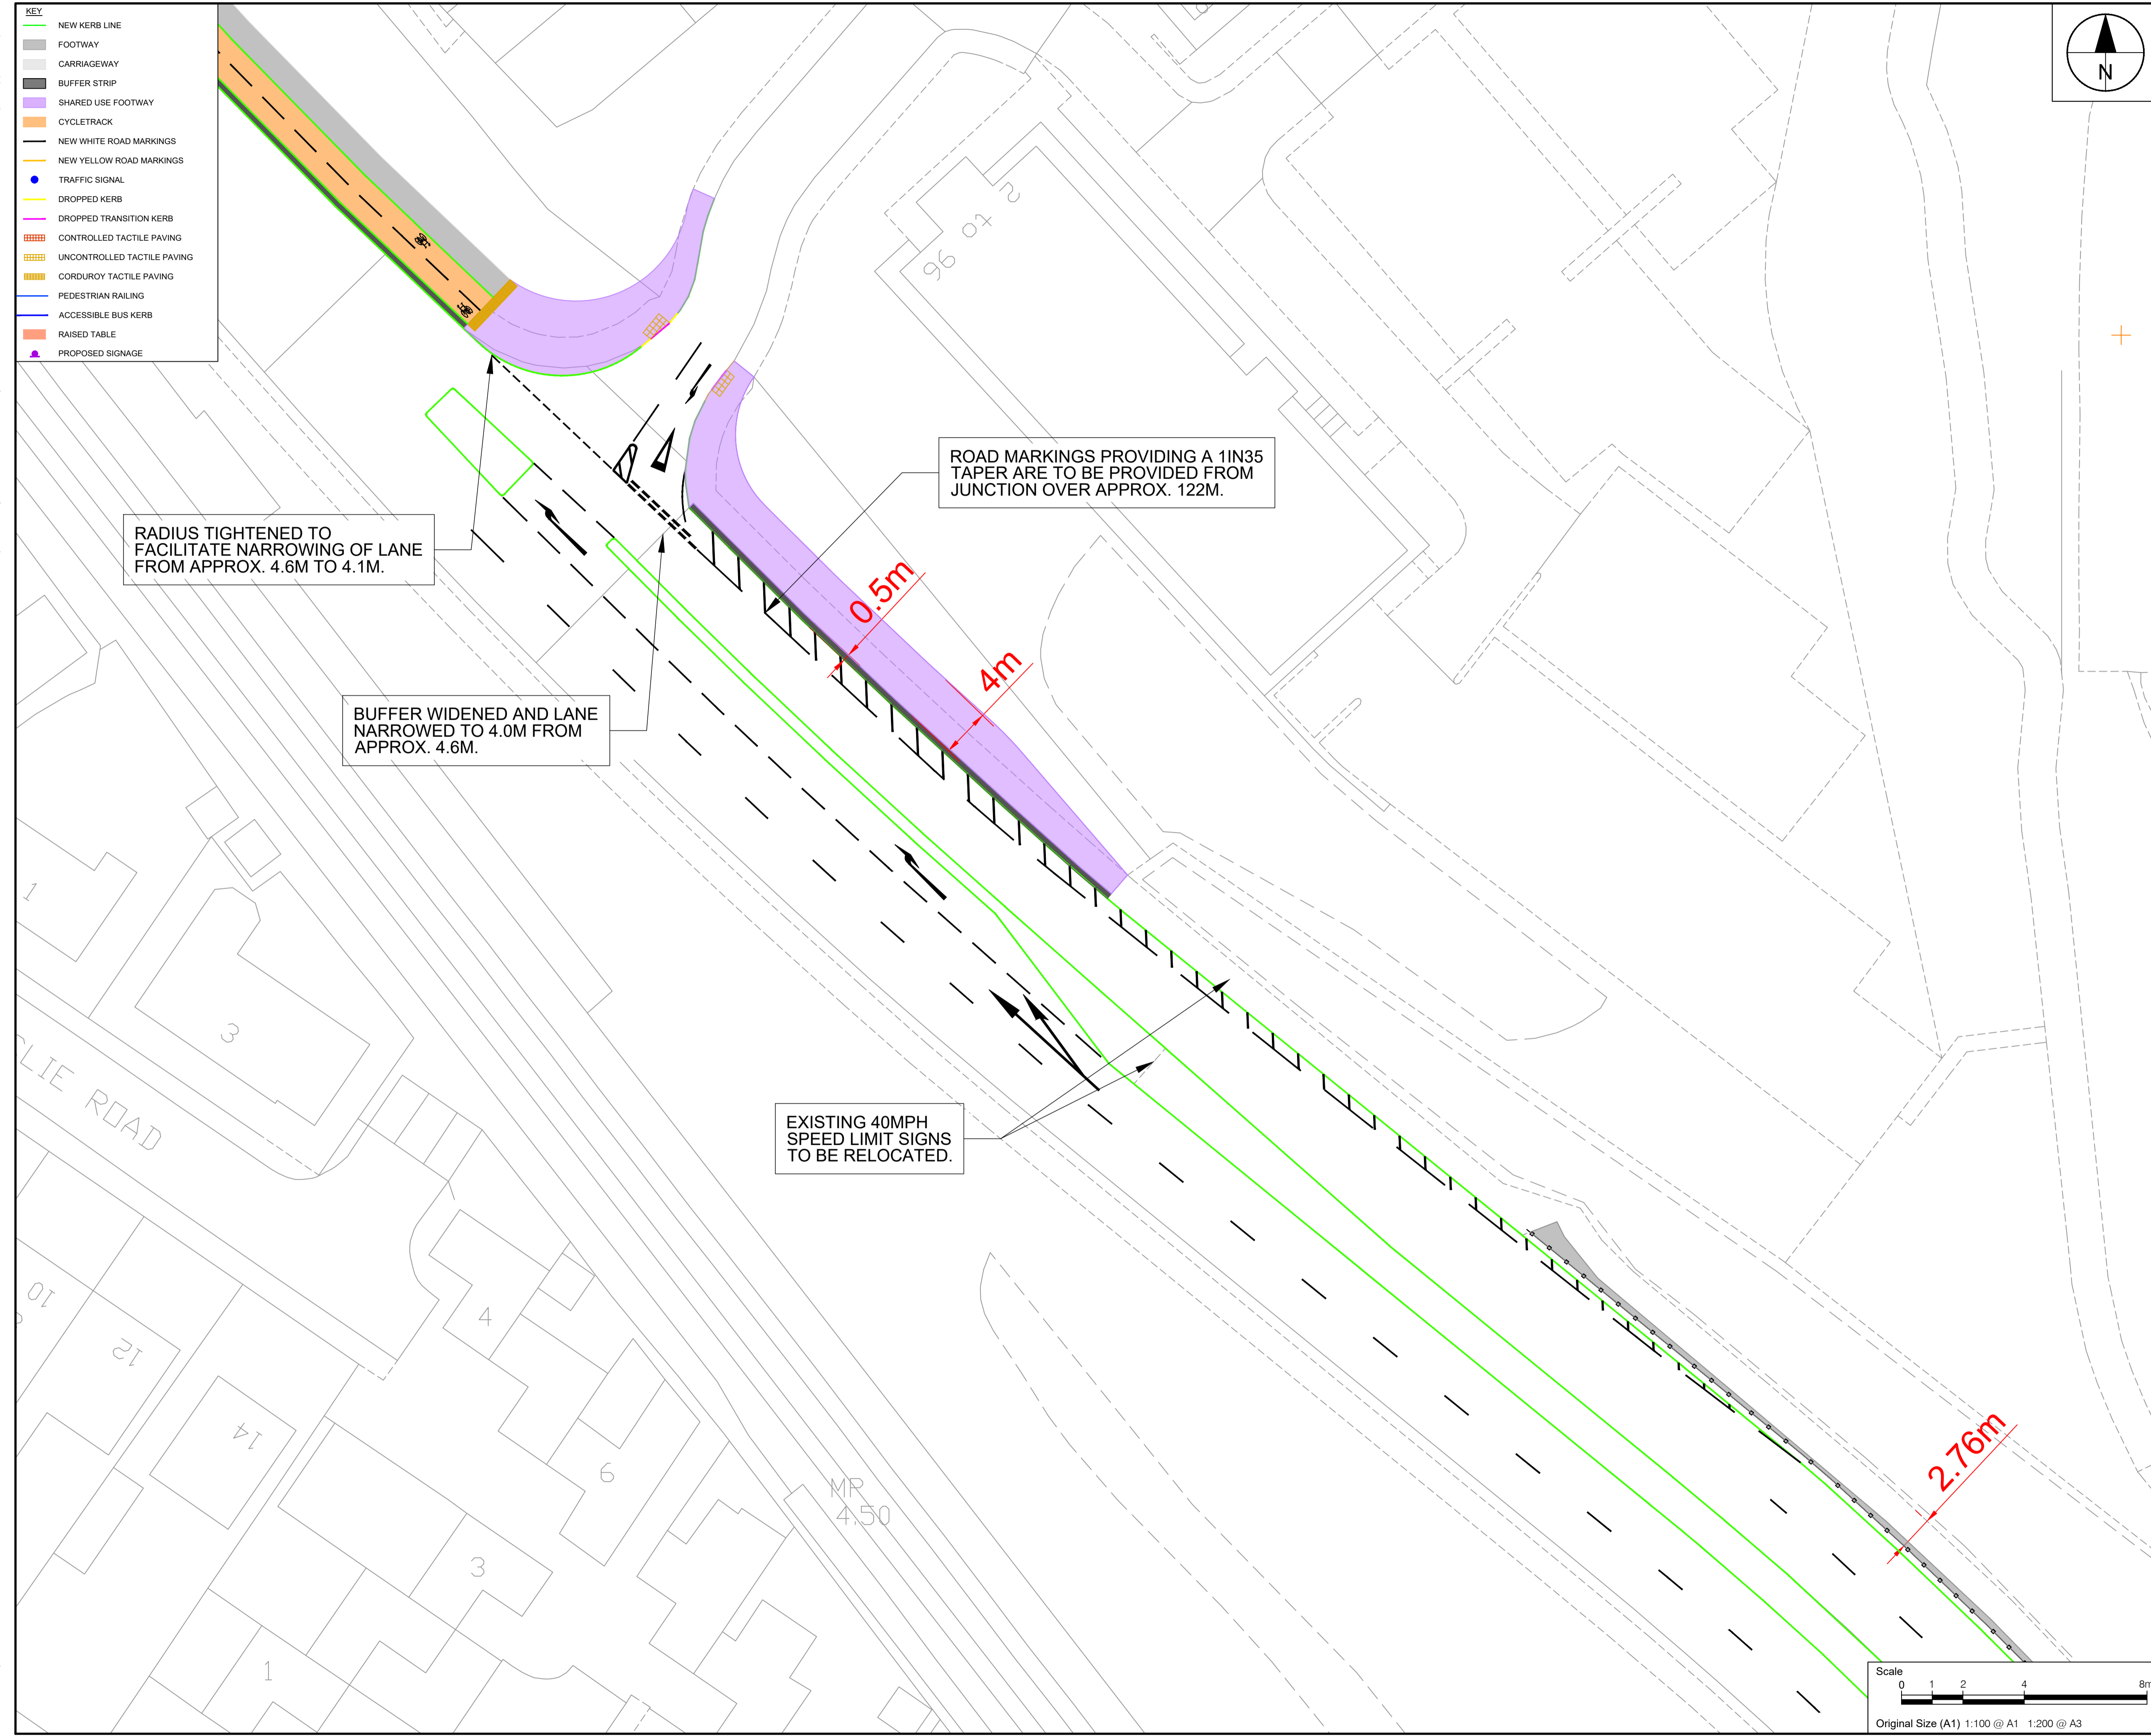 KEY
NEW KERB LINE
FOOTWAY
CARRIAGEWAY
BUFFER STRIP
SHARED USE FOOTWAY
CYCLETRACK
NEW WHITE ROAD MARKINGS
NEW YELLOW ROAD MARKINGS
TRAFFIC SIGNAL
DROPPED KERB
DROPPED TRANSITION KERB
CONTROLLED TACTILE PAVING
UNCONTROLLED TACTILE PAVING
CORDUROY TACTILE PAVING
PEDESTRIAN RAILING
ACCESSIBLE BUS KERB
RAISED TABLE
PROPOSED SIGNAGE
N
96 to 2
ROAD MARKINGS PROVIDING A 1IN35
TAPER ARE TO BE PROVIDED FROM
JUNCTION OVER APPROX. 122M.
RADIUS TIGHTENED TO
FACILITATE NARROWING OF LANE
FROM APPROX. 4.6M TO 4.1M.
0.5m
4m
BUFFER WIDENED AND LANE
NARROWED TO 4.0M FROM
APPROX. 4.6M.
1
3
LIE ROAD
EXISTING 40MPH
SPEED LIMIT SIGNS
TO BE RELOCATED.
10
12
4
14
6
MP
4.50
3
1
2.76m
Scale
0 1 2 4 8m
Original Size (A1) 1:100 @ A1 1:200 @ A3